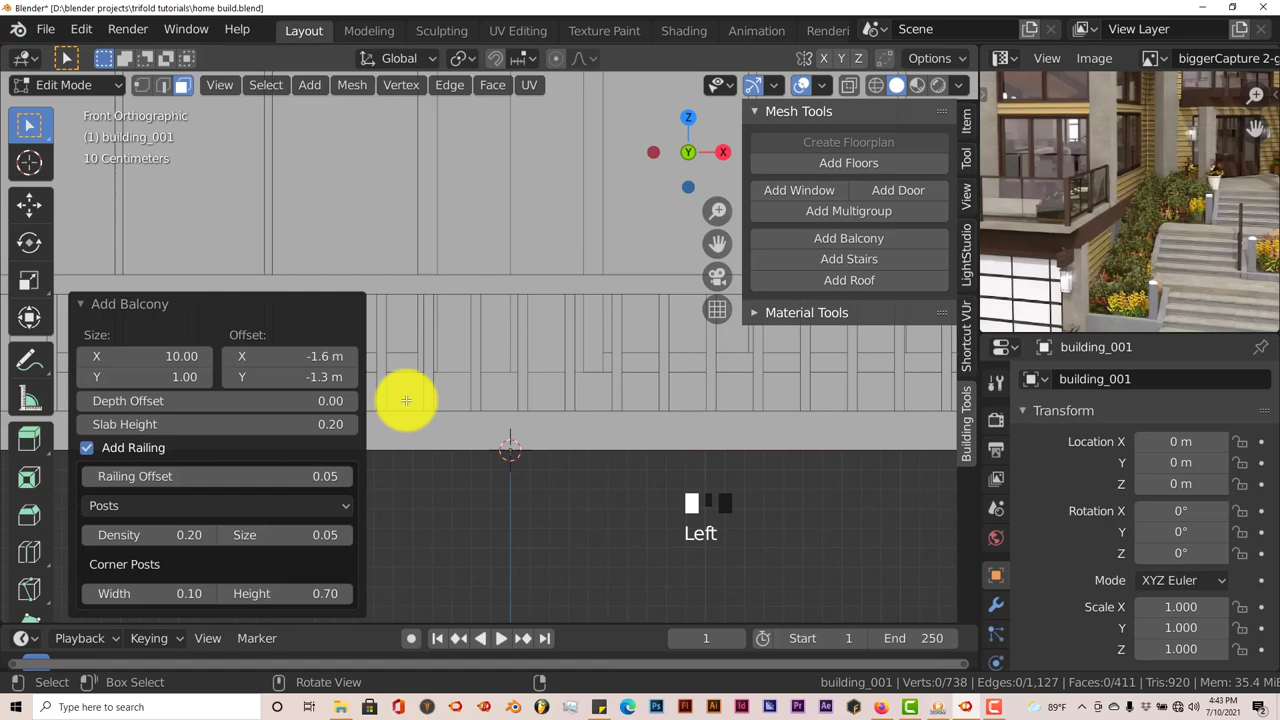 Blender* [D:\blender projects\trifold tutorials\home build.blend]
File Edit Render Window Help Layout Modeling Sculpting UV Editing Texture Paint Shading Animation Scene View Layer
Global X Y Z Options View Image biggerCapture 2-g
Edit Mode View Select Add Mesh Vertex Edge Face UV
Front Orthographic
(1) building_001
10 Centimeters
Z
Y X
Mesh Tools
Create Floorplan
Add Floors
Add Window Add Door
Add Multigroup
Add Balcony
Add Stairs
Add Roof
Material Tools
Item
Tool
View
LightStudio
Shortcut VUr
Building Tools
Add Balcony
Size: Offset:
X 10.00 X -1.6 m
Y 1.00 Y -1.3 m
Depth Offset 0.00
Slab Height 0.20
Add Railing
Railing Offset 0.05
Posts
Density 0.20 Size 0.05
Corner Posts
Width 0.10 Height 0.70
Left
building_001
building_001
Transform
Location X 0 m
Y 0 m
Z 0 m
Rotation X 0°
Y 0°
Z 0°
Mode XYZ Euler
Scale X 1.000
Y 1.000
Z 1.000
Playback Keying View Marker 1 Start 1 End 250
Select Box Select Rotate View building_001 | Verts:0/738 | Edges:0/1,127 | Faces:0/411 | Tris:920 | Mem: 35.4 Mi
Type here to search 89°F 4:43 PM 7/10/2021